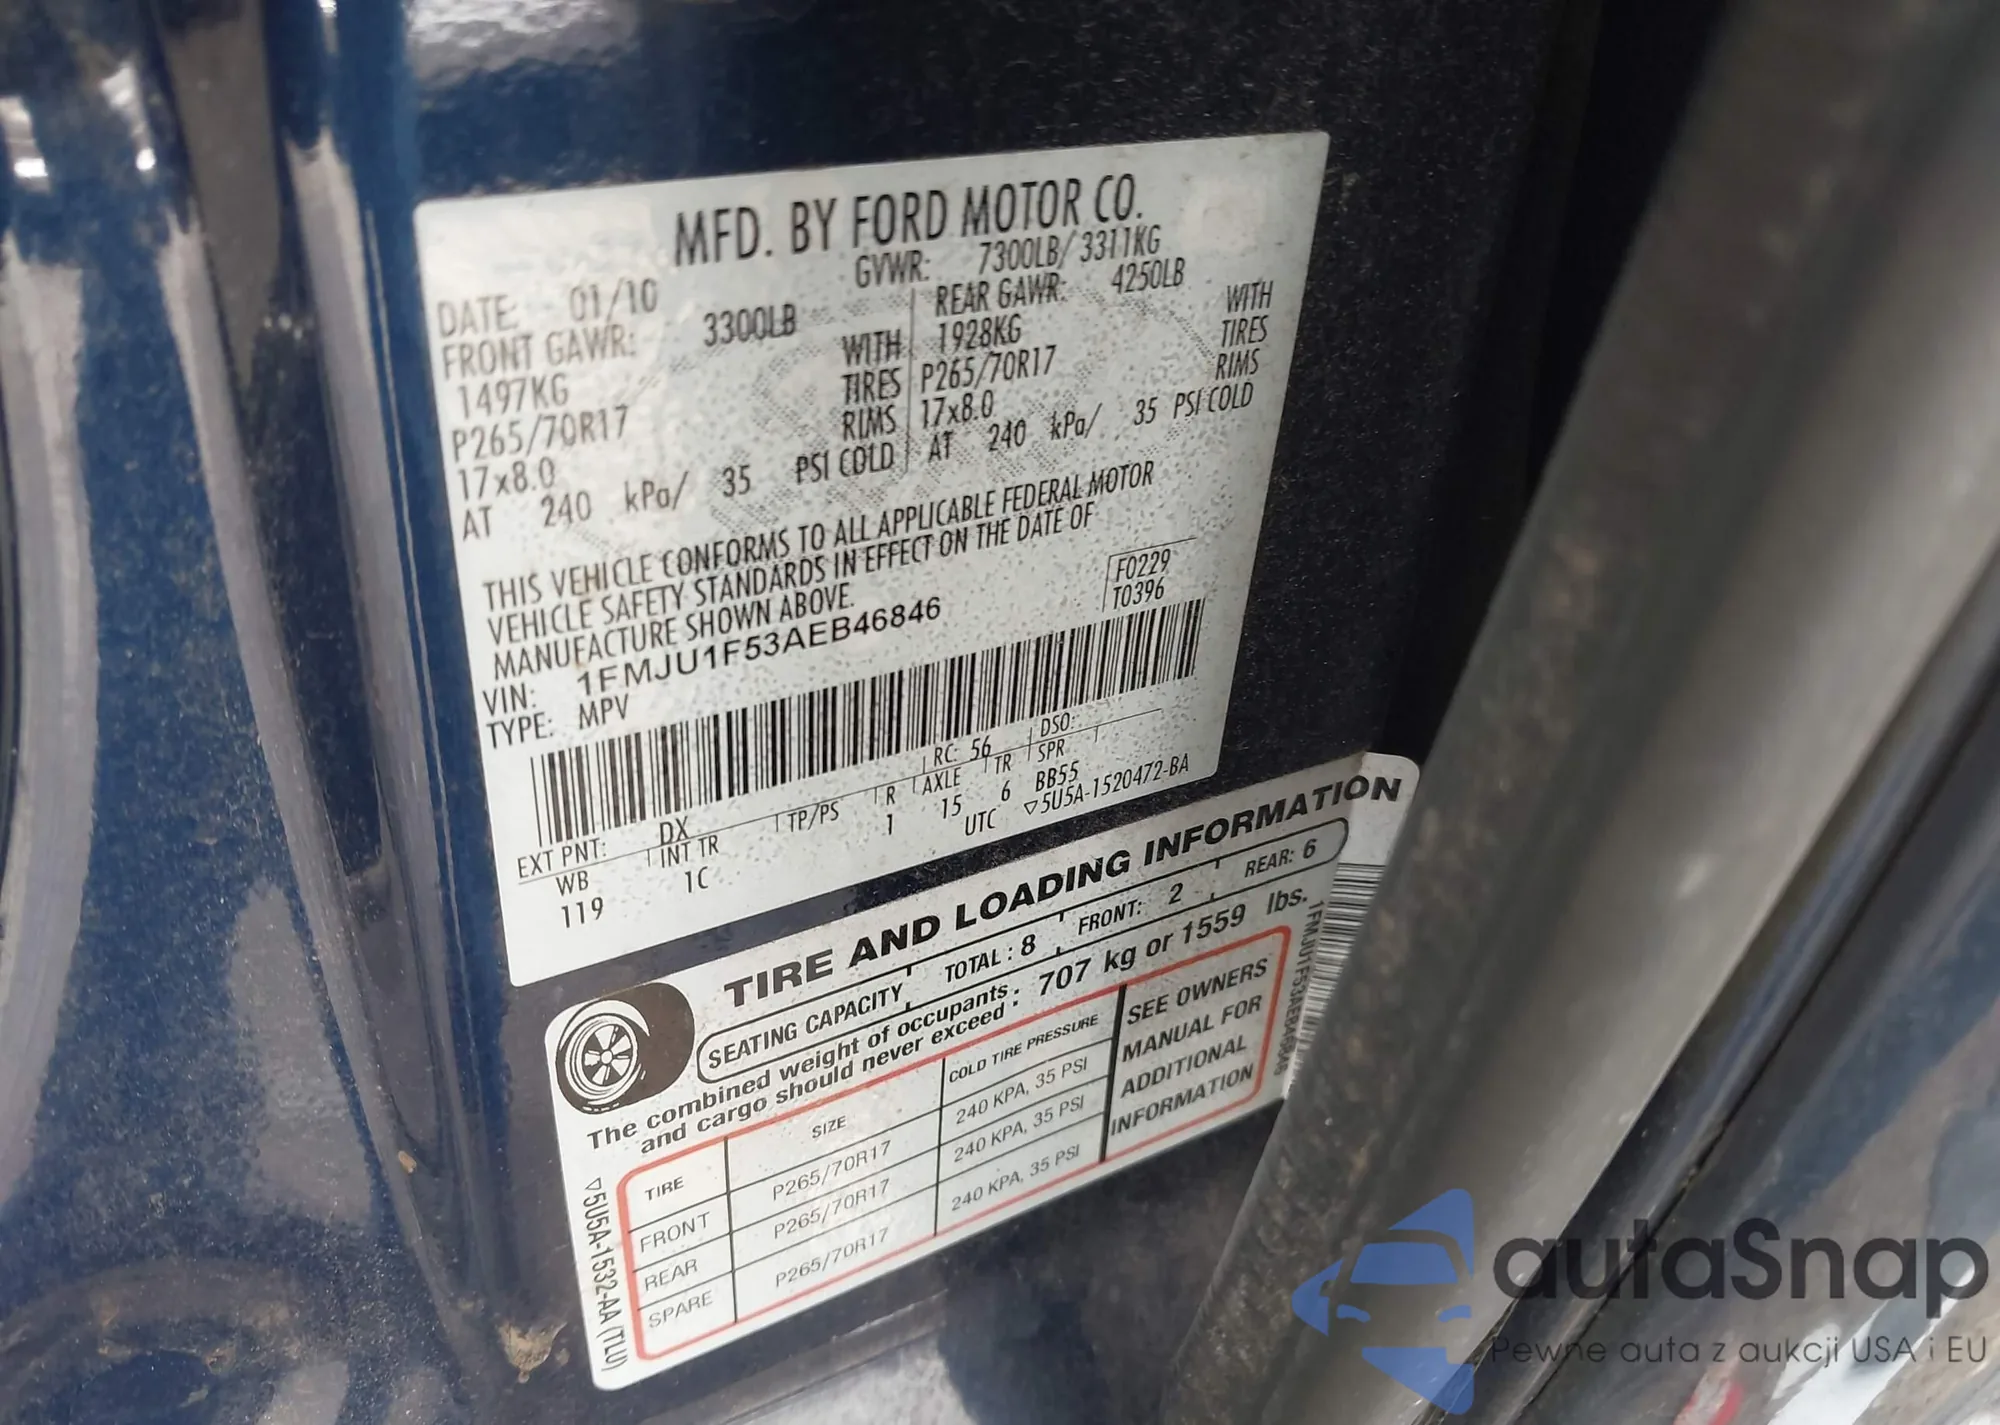 MFD. BY FORD MOTOR CO.
DATE: 01/10 GVWR: 7300LB/ 3311KG
FRONT GAWR: 3300LB REAR GAWR: 4250LB
1497KG WITH 1928KG WITH
P265/70R17 TIRES P265/70R17 TIRES
17x8.0 RIMS 17x8.0 RIMS
AT 240 kPa/ 35 PSI COLD AT 240 kPa/ 35 PSI COLD
THIS VEHICLE CONFORMS TO ALL APPLICABLE FEDERAL MOTOR
VEHICLE SAFETY STANDARDS IN EFFECT ON THE DATE OF
MANUFACTURE SHOWN ABOVE.
F0229
T0396
VIN: 1FMJU1F53AEB46846
TYPE: MPV
EXT PNT: DX RC: 56 DSO:
WB INT TR TP/PS R AXLE TR SPR
119 1C 1 15 6 BB55
UTC ▽5U5A-1520472-BA
TIRE AND LOADING INFORMATION
SEATING CAPACITY TOTAL: 8 FRONT: 2 REAR: 6
The combined weight of occupants
and cargo should never exceed : 707 kg or 1559 lbs.
TIRE SIZE COLD TIRE PRESSURE
FRONT P265/70R17 240 KPA, 35 PSI
REAR P265/70R17 240 KPA, 35 PSI
SPARE P265/70R17 240 KPA, 35 PSI
SEE OWNERS
MANUAL FOR
ADDITIONAL
INFORMATION
1FMJU1F53AEB46846
▽5U5A-1532-AA (TLU)
autaSnap
Pewne auta z aukcji USA i EU